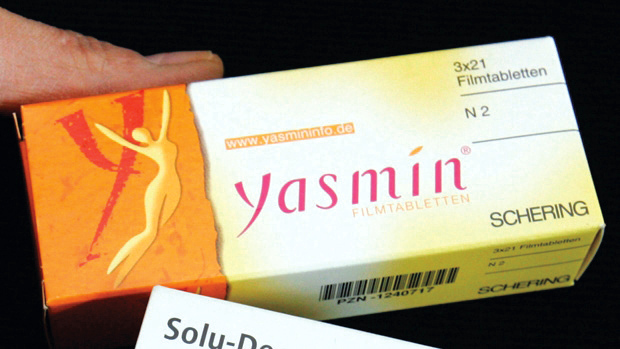 3x21
Filmtabletten
N 2
www.yasmininfo.de
yasmin®
FILMTABLETTEN
SCHERING
3x21 Filmtabletten
N 2
SCHERING
PZN -1240717
Solu-De